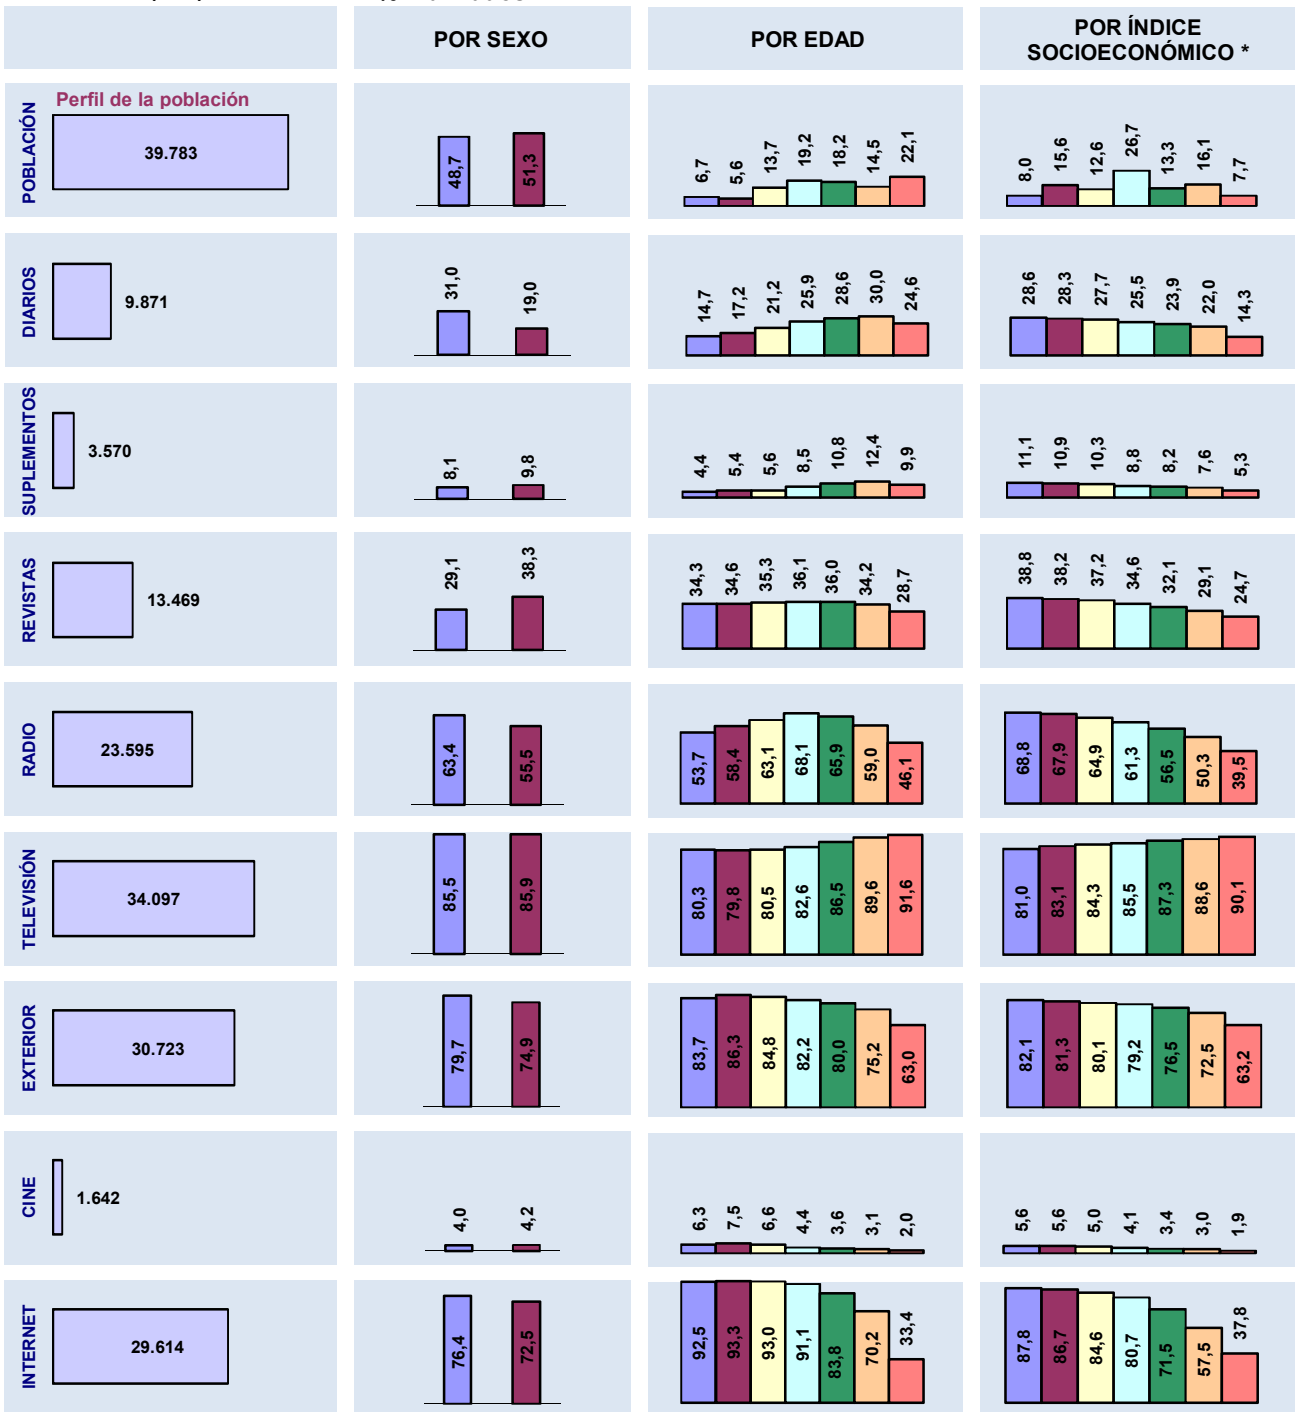 POR SEXO
POR EDAD
POR ÍNDICE
SOCIOECONÓMICO *
POBLACIÓN
Perfil de la población
39.783
48,7 51,3
6,7 5,6 13,7 19,2 18,2 14,5 22,1
8,0 15,6 12,6 26,7 13,3 16,1 7,7
DIARIOS
9.871
31,0 19,0
14,7 17,2 21,2 25,9 28,6 30,0 24,6
28,6 28,3 27,7 25,5 23,9 22,0 14,3
SUPLEMENTOS
3.570
8,1 9,8
4,4 5,4 5,6 8,5 10,8 12,4 9,9
11,1 10,9 10,3 8,8 8,2 7,6 5,3
REVISTAS
13.469
29,1 38,3
34,3 34,6 35,3 36,1 36,0 34,2 28,7
38,8 38,2 37,2 34,6 32,1 29,1 24,7
RADIO
23.595
63,4 55,5
53,7 58,4 63,1 68,1 65,9 59,0 46,1
68,8 67,9 64,9 61,3 56,5 50,3 39,5
TELEVISIÓN
34.097
85,5 85,9
80,3 79,8 80,5 82,6 86,5 89,6 91,6
81,0 83,1 84,3 85,5 87,3 88,6 90,1
EXTERIOR
30.723
79,7 74,9
83,7 86,3 84,8 82,2 80,0 75,2 63,0
82,1 81,3 80,1 79,2 76,5 72,5 63,2
CINE
1.642
4,0 4,2
6,3 7,5 6,6 4,4 3,6 3,1 2,0
5,6 5,6 5,0 4,1 3,4 3,0 1,9
INTERNET
29.614
76,4 72,5
92,5 93,3 93,0 91,1 83,8 70,2 33,4
87,8 86,7 84,6 80,7 71,5 57,5 37,8